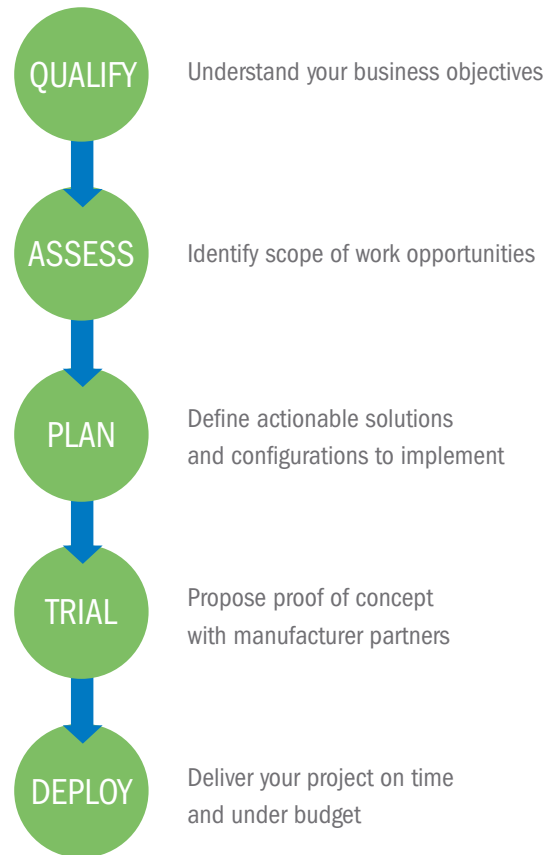 QUALIFY
Understand your business objectives
ASSESS
Identify scope of work opportunities
PLAN
Define actionable solutions
and configurations to implement
TRIAL
Propose proof of concept
with manufacturer partners
DEPLOY
Deliver your project on time
and under budget